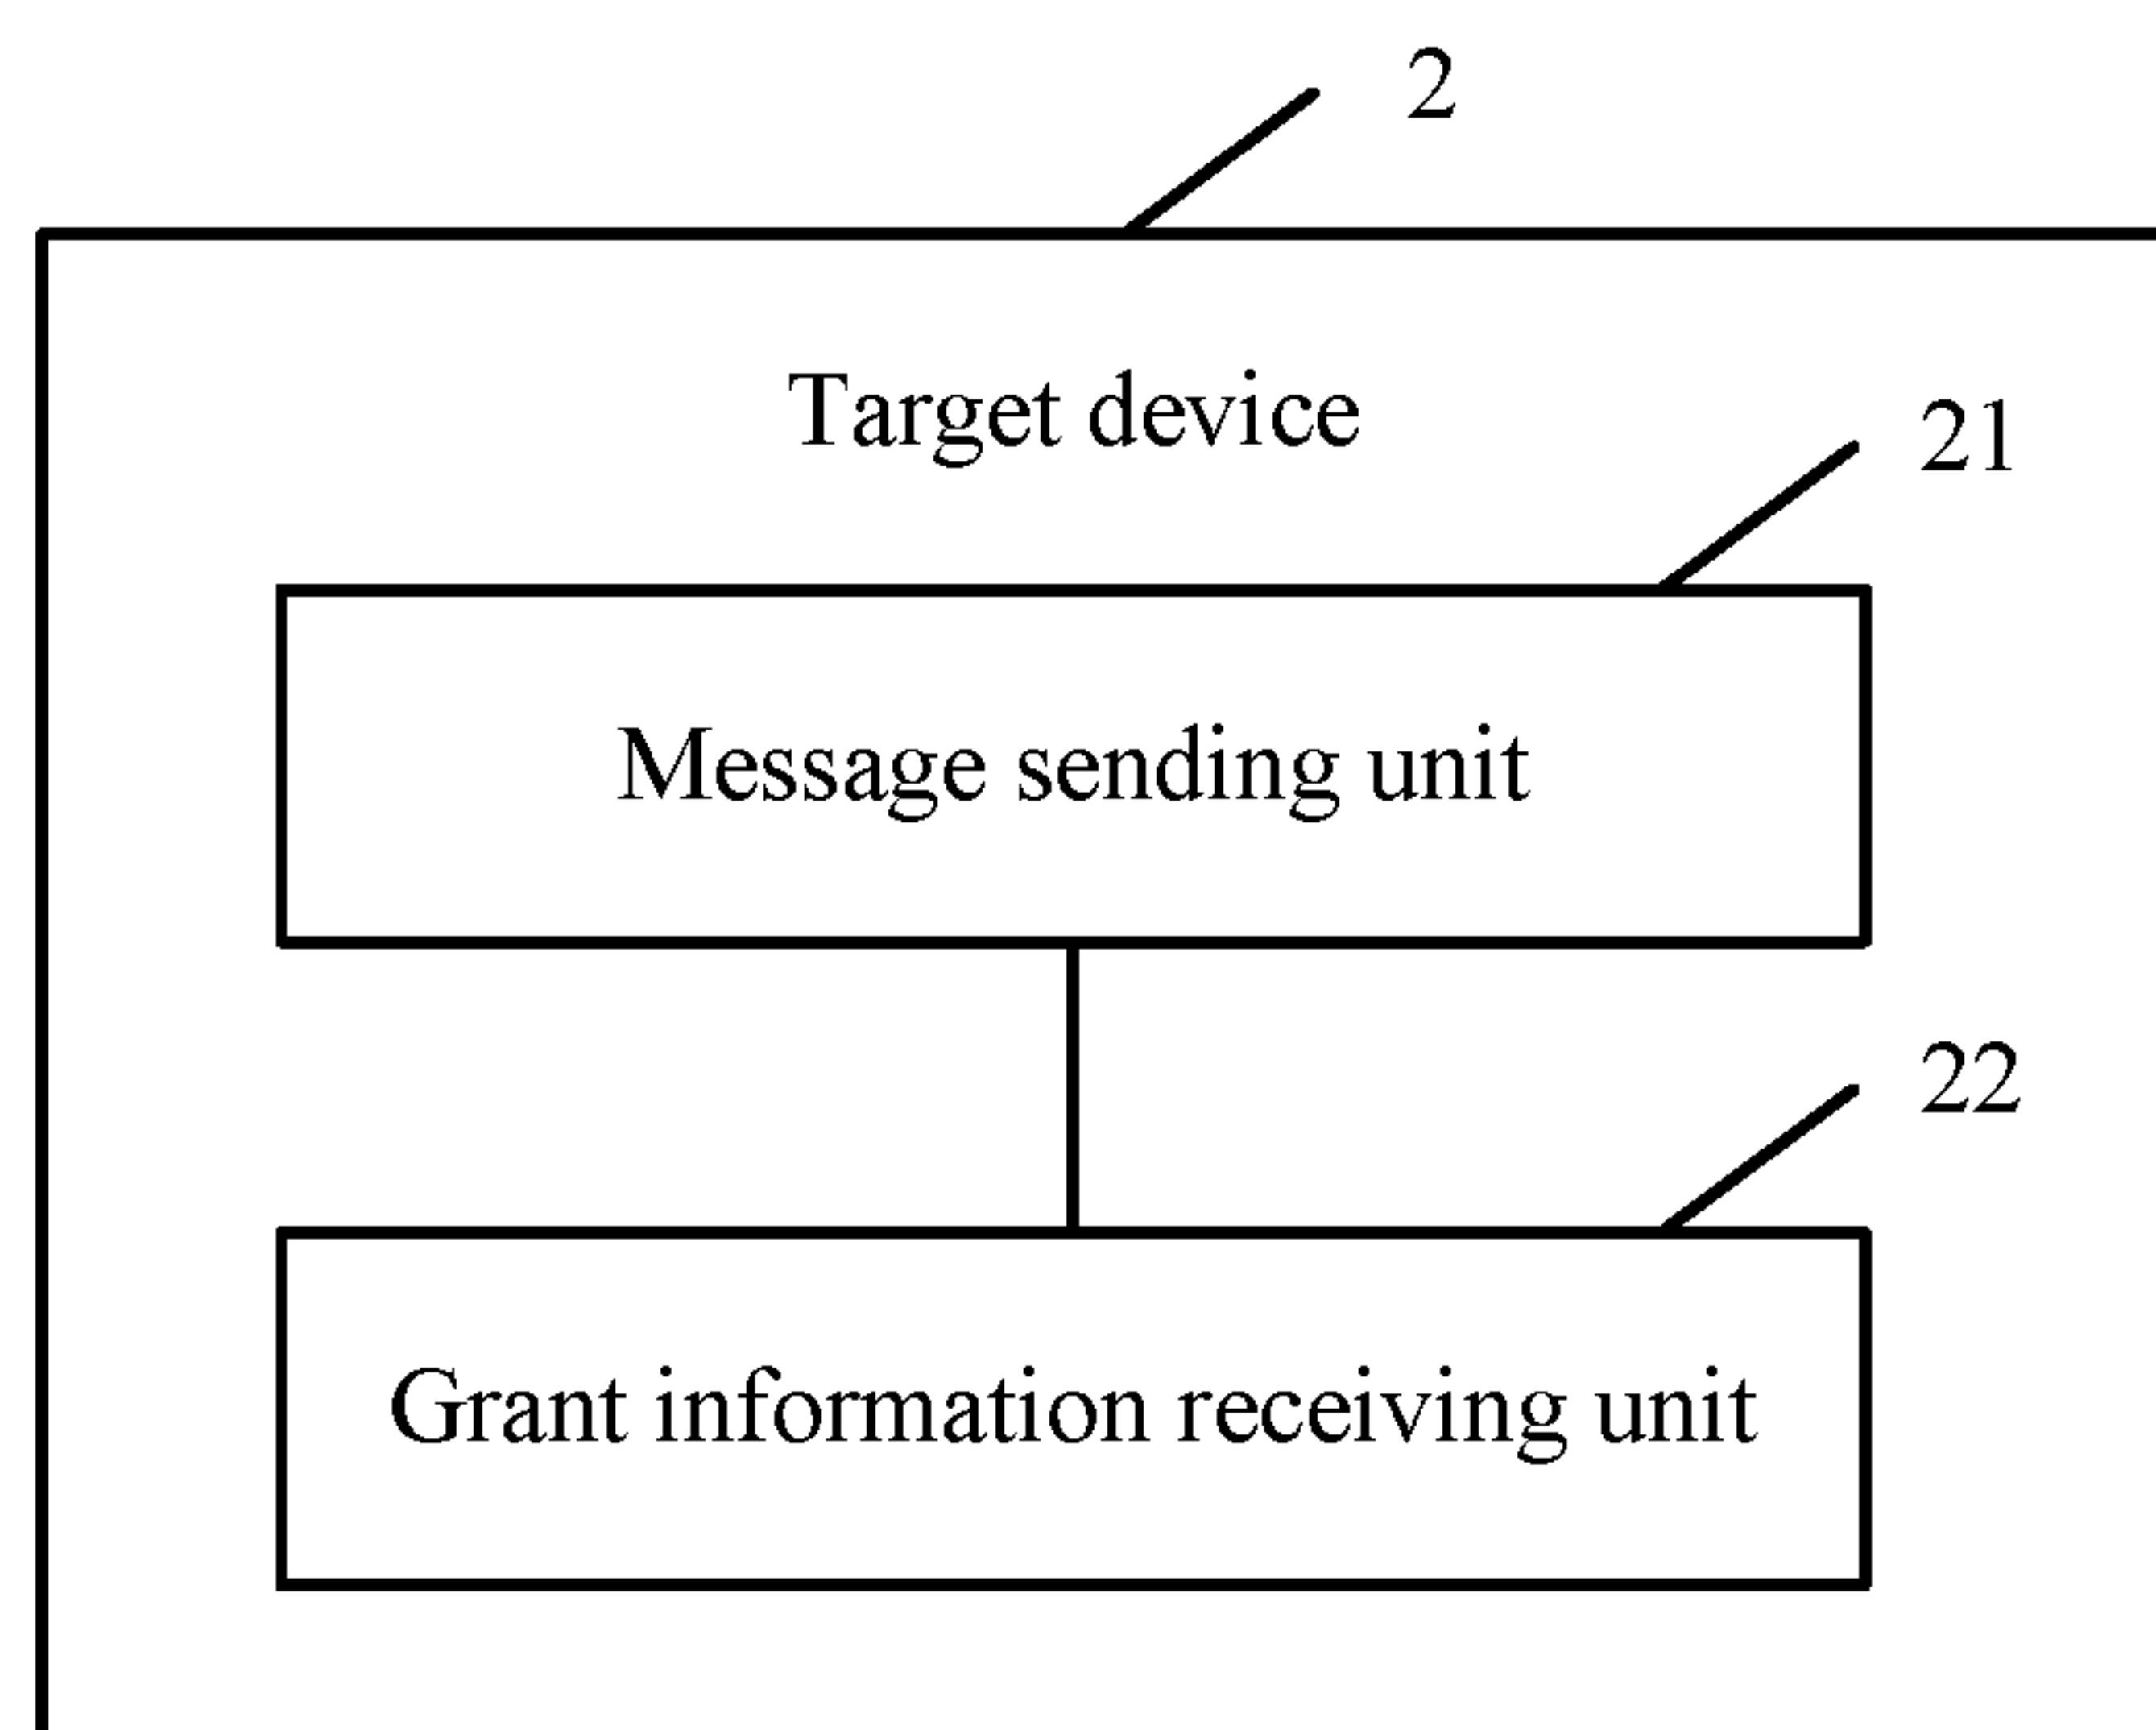 2
Target device
21
Message sending unit
22
Grant information receiving unit